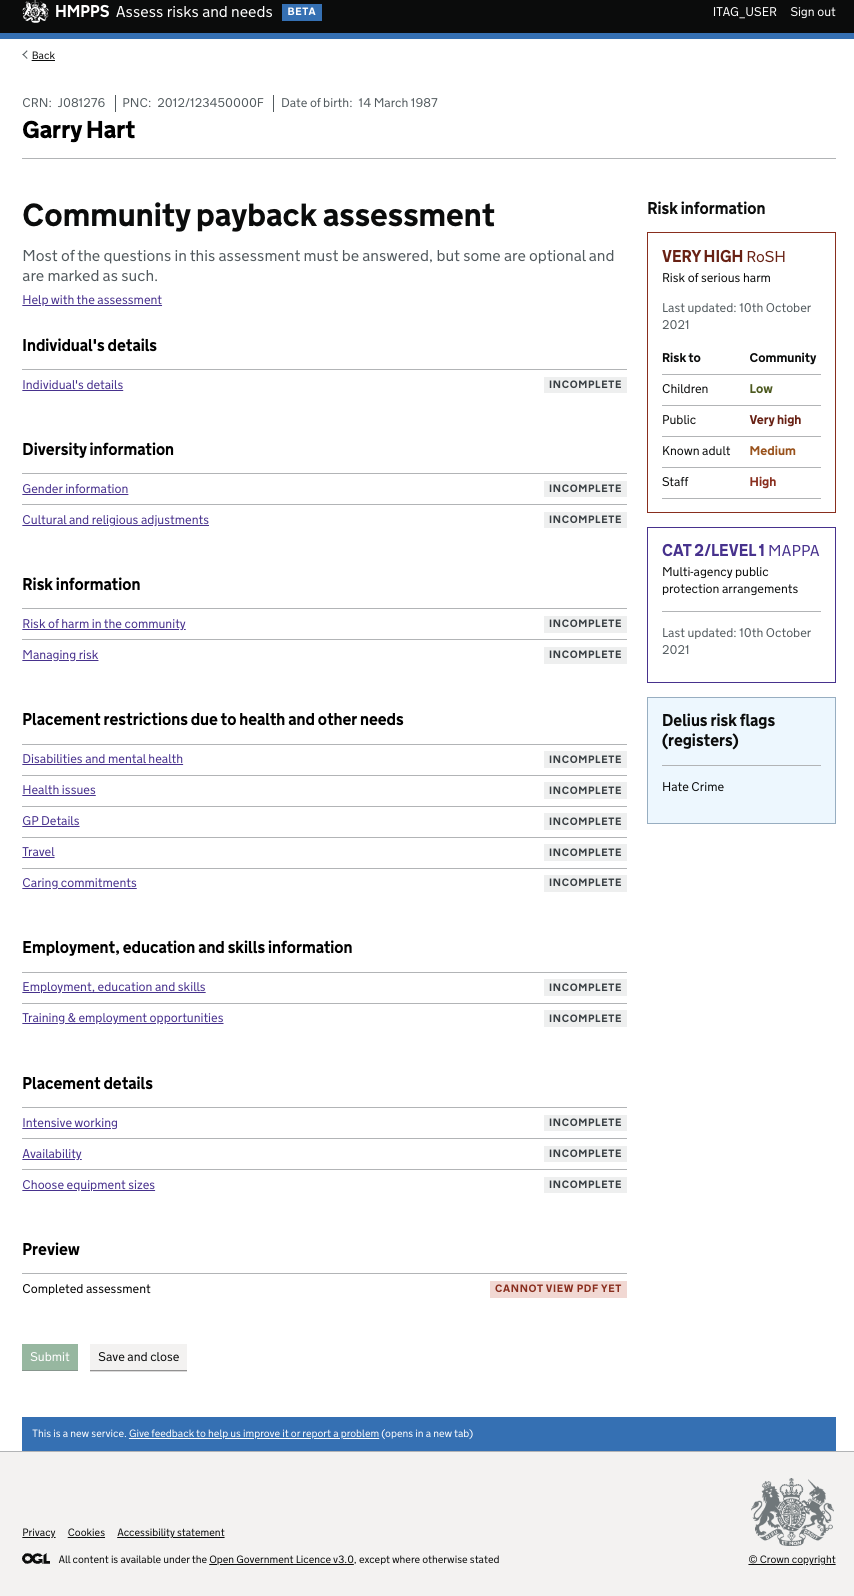 HMPPS Assess risks and needs BETA ITAG_USER Sign out
Back
CRN: J081276 PNC: 2012/123450000F Date of birth: 14 March 1987
Garry Hart
Community payback assessment
Most of the questions in this assessment must be answered, but some are optional and
are marked as such.
Help with the assessment
Individual's details
Individual's details INCOMPLETE
Diversity information
Gender information INCOMPLETE
Cultural and religious adjustments INCOMPLETE
Risk information
Risk of harm in the community INCOMPLETE
Managing risk INCOMPLETE
Placement restrictions due to health and other needs
Disabilities and mental health INCOMPLETE
Health issues INCOMPLETE
GP Details INCOMPLETE
Travel INCOMPLETE
Caring commitments INCOMPLETE
Employment, education and skills information
Employment, education and skills INCOMPLETE
Training & employment opportunities INCOMPLETE
Placement details
Intensive working INCOMPLETE
Availability INCOMPLETE
Choose equipment sizes INCOMPLETE
Preview
Completed assessment CANNOT VIEW PDF YET
Submit Save and close
Risk information
VERY HIGH RoSH
Risk of serious harm
Last updated: 10th October
2021
Risk to Community
Children Low
Public Very high
Known adult Medium
Staff High
CAT 2/LEVEL 1 MAPPA
Multi-agency public
protection arrangements
Last updated: 10th October
2021
Delius risk flags
(registers)
Hate Crime
This is a new service. Give feedback to help us improve it or report a problem (opens in a new tab)
Privacy Cookies Accessibility statement
OGL All content is available under the Open Government Licence v3.0, except where otherwise stated
© Crown copyright